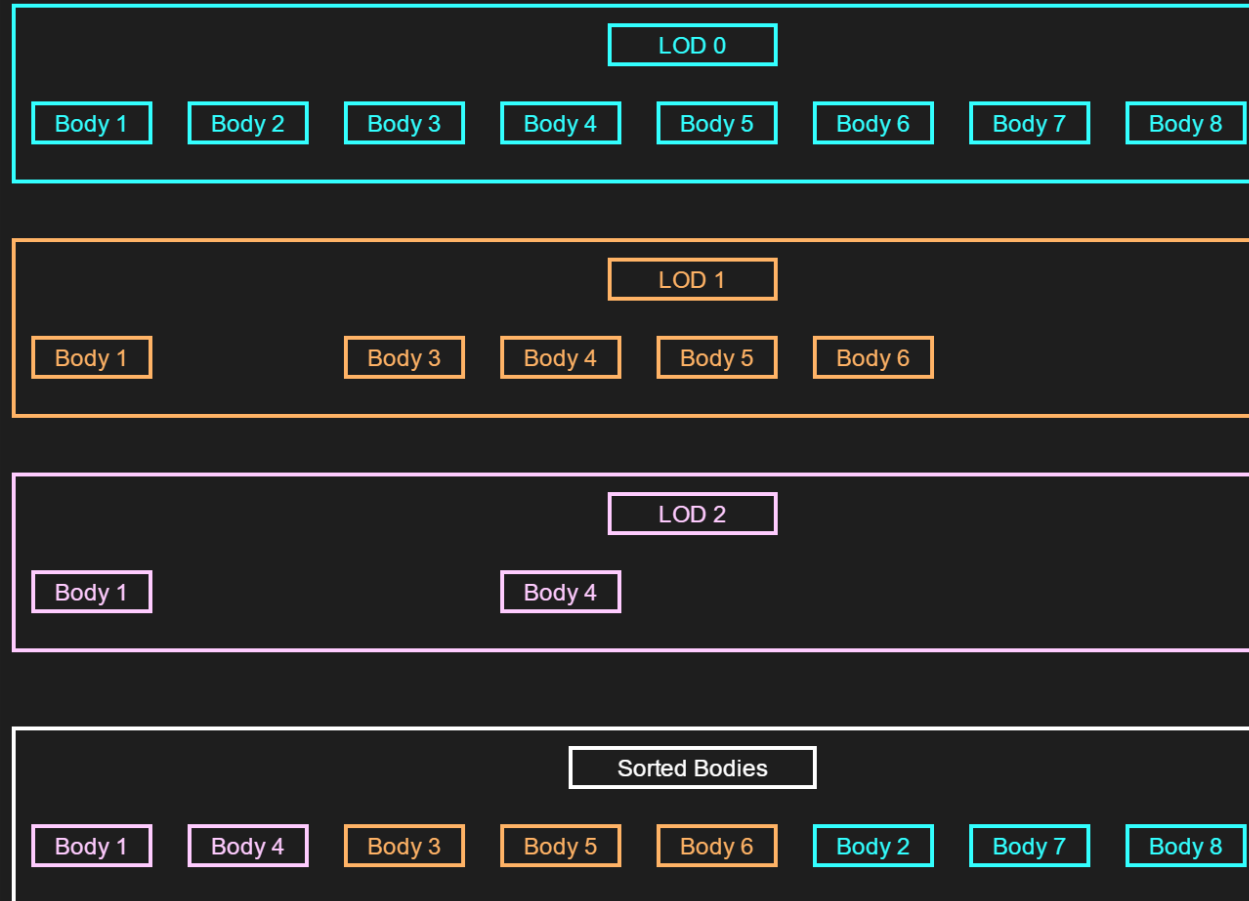 LOD 0
Body 1 Body 2 Body 3 Body 4 Body 5 Body 6 Body 7 Body 8
LOD 1
Body 1 Body 3 Body 4 Body 5 Body 6
LOD 2
Body 1 Body 4
Sorted Bodies
Body 1 Body 4 Body 3 Body 5 Body 6 Body 2 Body 7 Body 8